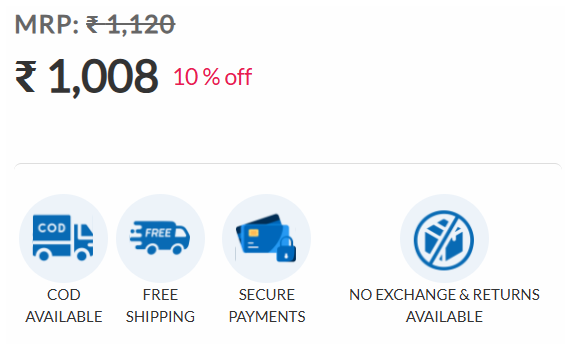 MRP: ₹ 1,120
₹ 1,008 10 % off
COD
FREE
COD
AVAILABLE
FREE
SHIPPING
SECURE
PAYMENTS
NO EXCHANGE & RETURNS
AVAILABLE